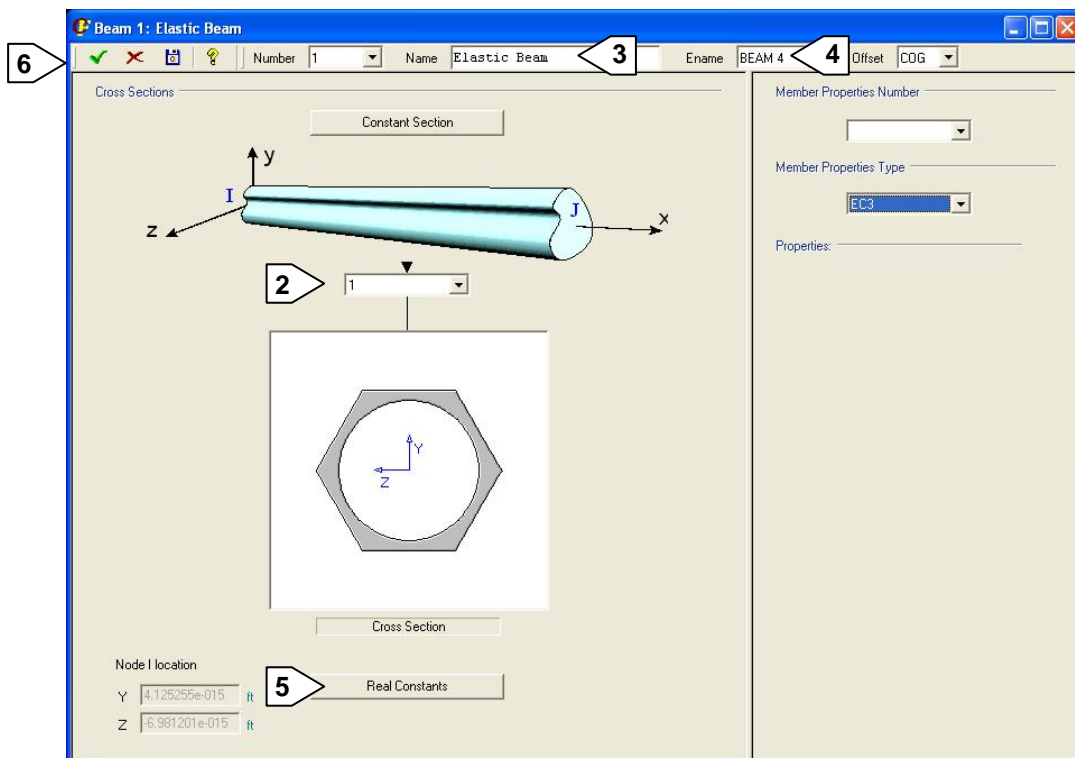 Beam 1: Elastic Beam
6 Number 1 Name Elastic Beam 3 Ename BEAM 4 4 Offset COG
Cross Sections
Constant Section
y
I
J
z
x
2 1
Y
Z
Cross Section
Node I location
Y 4.125255e-015 ft
Z -6.981201e-015 ft
5 Real Constants
Member Properties Number
Member Properties Type
EC3
Properties: